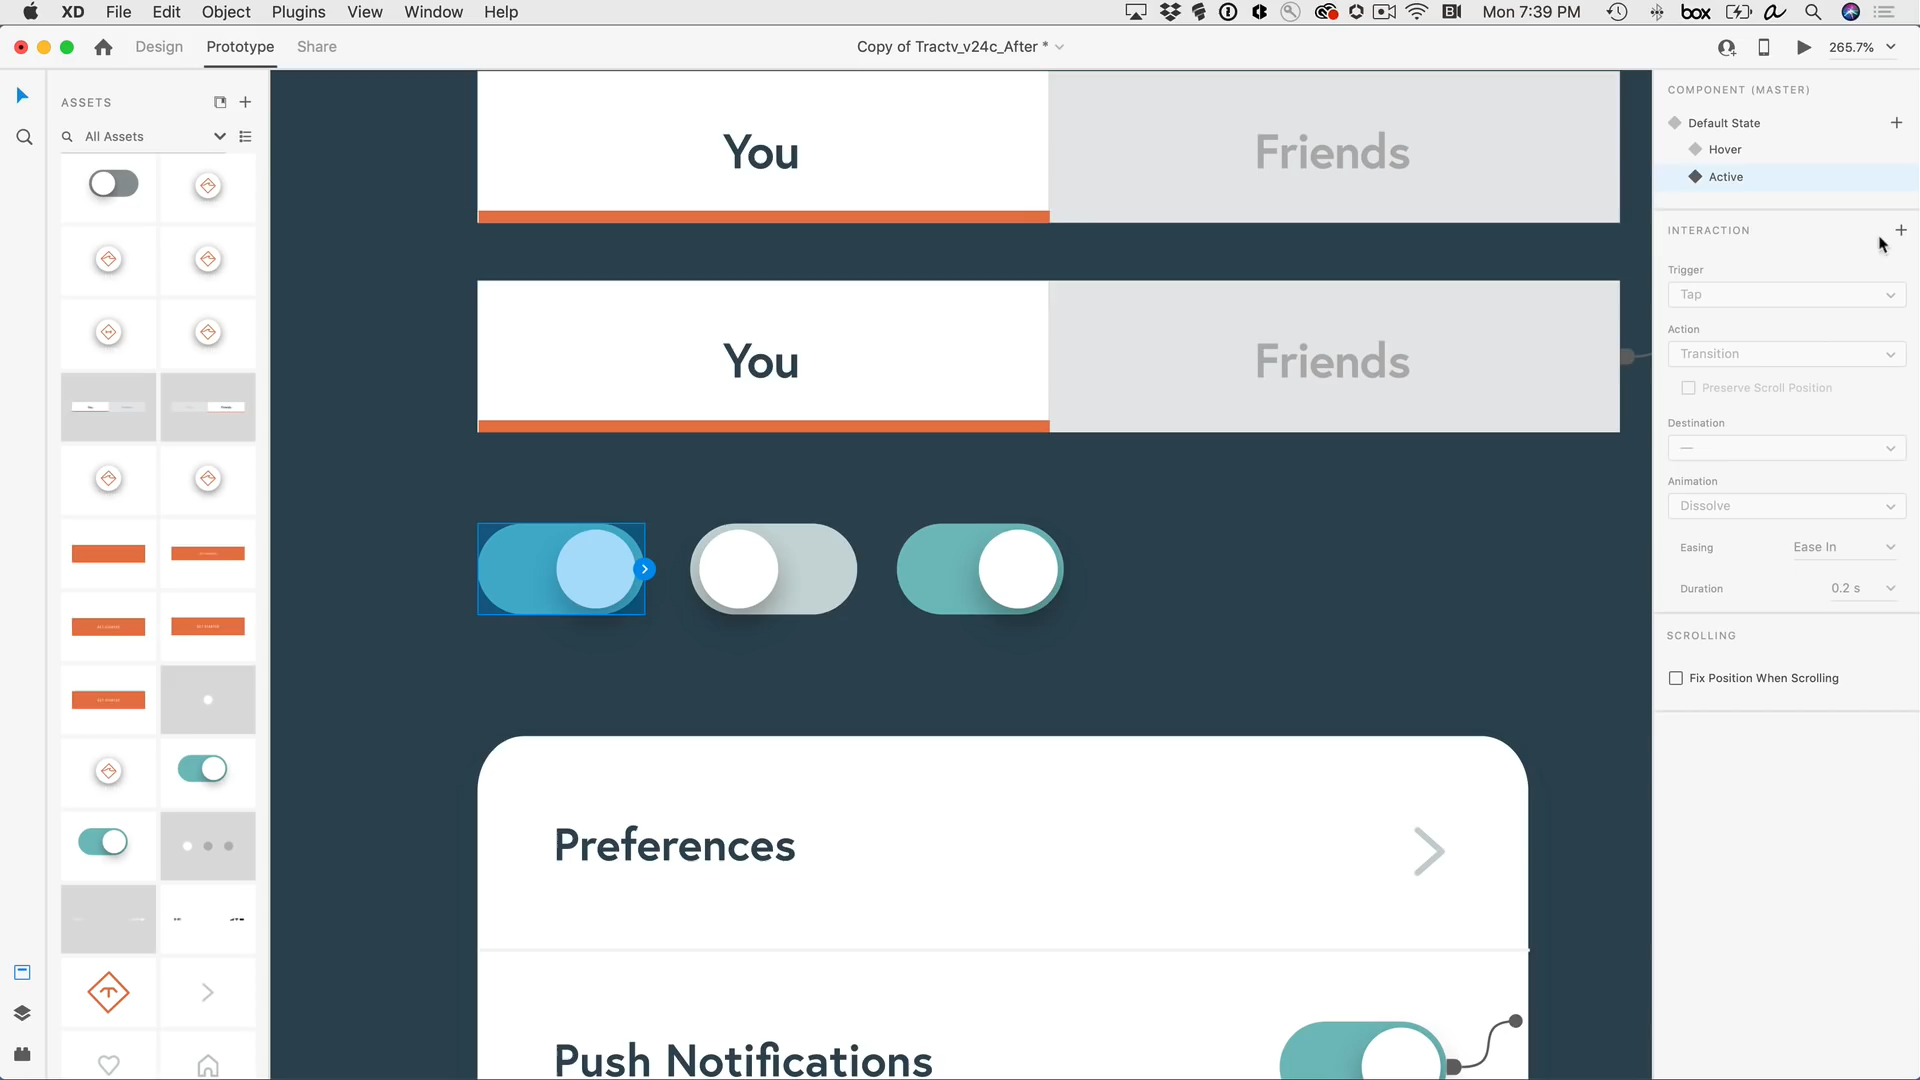 XD File Edit Object Plugins View Window Help
box
Mon 7:39 PM
Design Prototype Share
Copy of Tractv_v24c_After *
265.7%
ASSETS
All Assets
You Friends
You Friends
Preferences
Push Notifications
COMPONENT (MASTER)
Default State
Hover
Active
INTERACTION
Trigger
Tap
Action
Transition
Preserve Scroll Position
Destination
—
Animation
Dissolve
Easing Ease In
Duration 0.2 s
SCROLLING
Fix Position When Scrolling